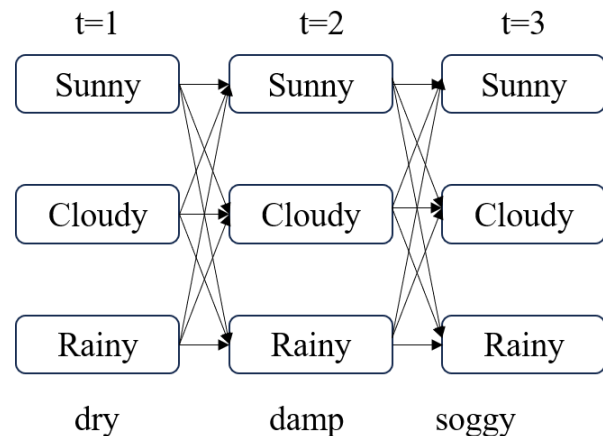 t=1 t=2 t=3
Sunny Sunny Sunny
Cloudy Cloudy Cloudy
Rainy Rainy Rainy
dry damp soggy